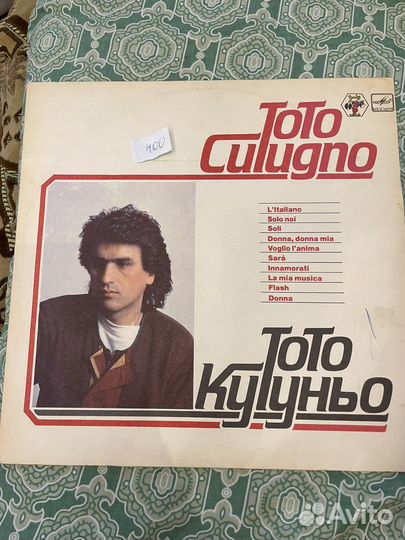 ТоТо
Cutugno
400
L'Italiano
Solo noi
Soli
Donna, donna mia
Voglio l'anima
Sarà
Innamorati
La mia musica
Flash
Donna
ТоТо
Кутуньо
Avito